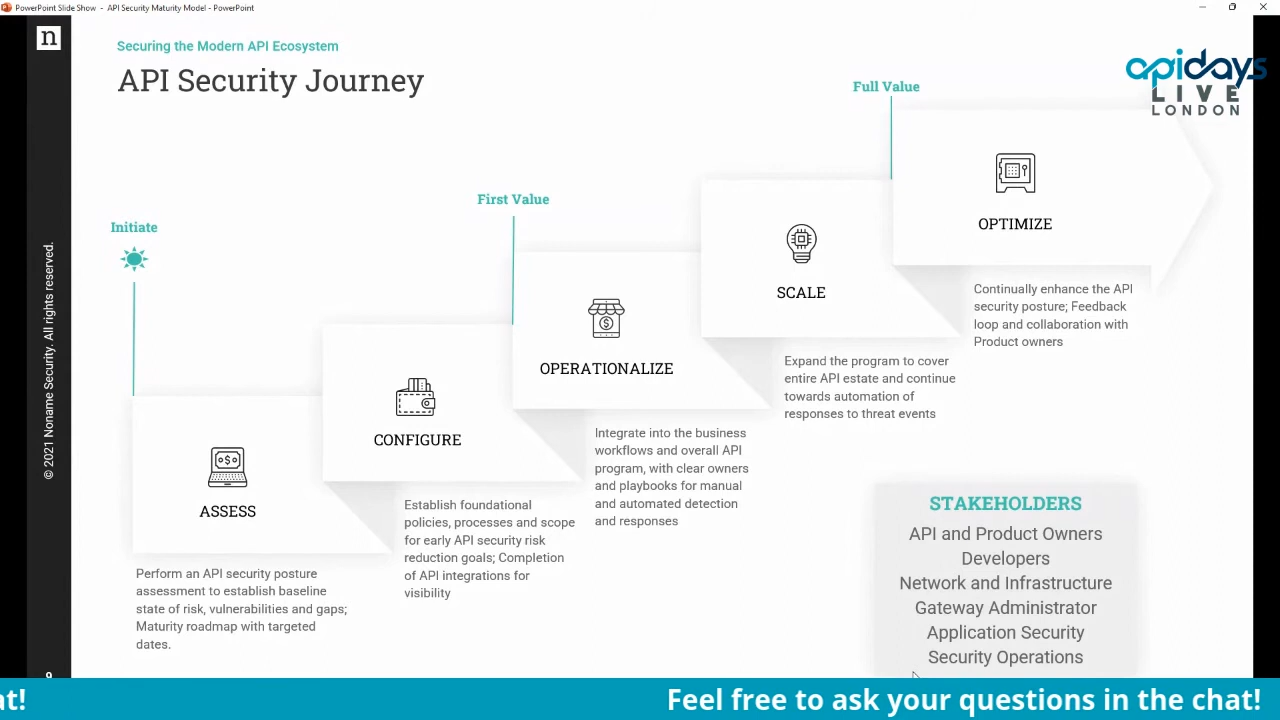 PowerPoint Slide Show - API Security Maturity Model - PowerPoint
n
Securing the Modern API Ecosystem
API Security Journey
apidays
LIVE
LONDON
Full Value
First Value
Initiate
OPTIMIZE
Continually enhance the API
security posture; Feedback
loop and collaboration with
Product owners
SCALE
Expand the program to cover
entire API estate and continue
towards automation of
responses to threat events
OPERATIONALIZE
Integrate into the business
workflows and overall API
program, with clear owners
and playbooks for manual
and automated detection
and responses
CONFIGURE
Establish foundational
policies, processes and scope
for early API security risk
reduction goals; Completion
of API integrations for
visibility
ASSESS
Perform an API security posture
assessment to establish baseline
state of risk, vulnerabilities and gaps;
Maturity roadmap with targeted
dates.
STAKEHOLDERS
API and Product Owners
Developers
Network and Infrastructure
Gateway Administrator
Application Security
Security Operations
© 2021 Noname Security. All rights reserved.
at!
Feel free to ask your questions in the chat!